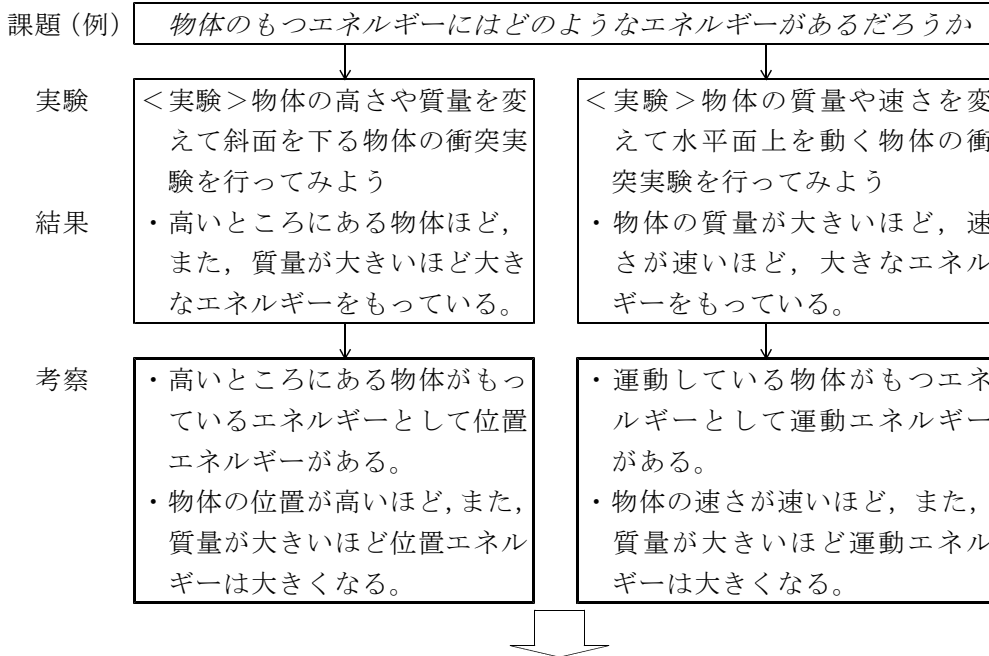 課題（例） 物体のもつエネルギーにはどのようなエネルギーがあるだろうか
実験
＜実験＞物体の高さや質量を変
えて斜面を下る物体の衝突実
験を行ってみよう
結果
・高いところにある物体ほど，
また，質量が大きいほど大き
なエネルギーをもっている。
＜実験＞物体の質量や速さを変
えて水平面上を動く物体の衝
突実験を行ってみよう
・物体の質量が大きいほど，速
さが速いほど，大きなエネル
ギーをもっている。
考察
・高いところにある物体がもっ
ているエネルギーとして位置
エネルギーがある。
・物体の位置が高いほど，また，
質量が大きいほど位置エネル
ギーは大きくなる。
・運動している物体がもつエネ
ルギーとして運動エネルギー
がある。
・物体の速さが速いほど，また，
質量が大きいほど運動エネル
ギーは大きくなる。